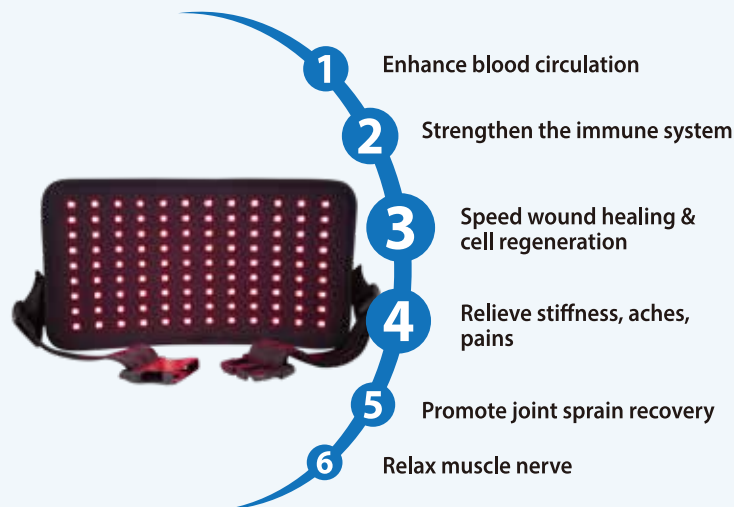 1 Enhance blood circulation
2 Strengthen the immune system
3 Speed wound healing &
cell regeneration
4 Relieve stiffness, aches,
pains
5 Promote joint sprain recovery
6 Relax muscle nerve